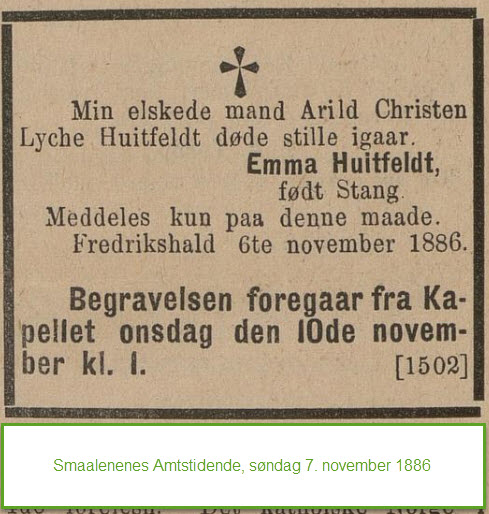 Min elskede mand Arild Christen
Lyche Huitfeldt døde stille igaar.
Emma Huitfeldt,
født Stang.
Meddeles kun paa denne maade.
Fredrikshald 6te november 1886.
Begravelsen foregaar fra Ka-
pellet onsdag den 10de novem-
ber kl. 1.
[1502]
Smaalenenes Amtstidende, søndag 7. november 1886